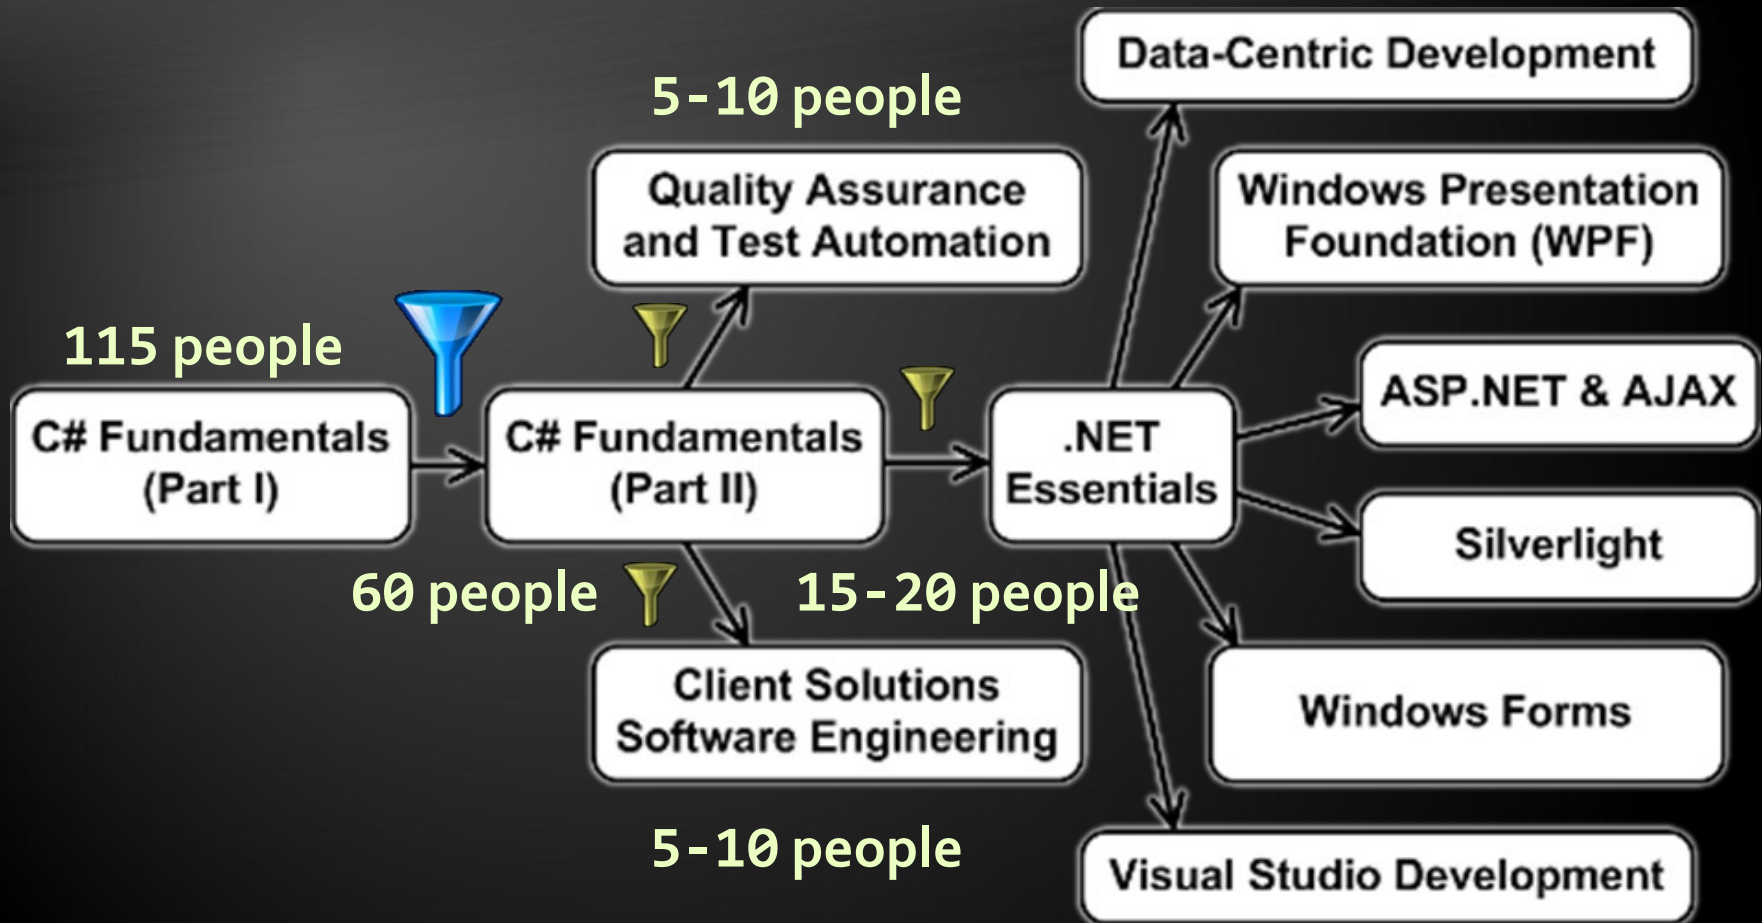 115 people
C# Fundamentals
(Part I)
60 people
C# Fundamentals
(Part II)
5-10 people
Quality Assurance
and Test Automation
15-20 people
.NET
Essentials
Client Solutions
Software Engineering
5-10 people
Data-Centric Development
Windows Presentation
Foundation (WPF)
ASP.NET & AJAX
Silverlight
Windows Forms
Visual Studio Development